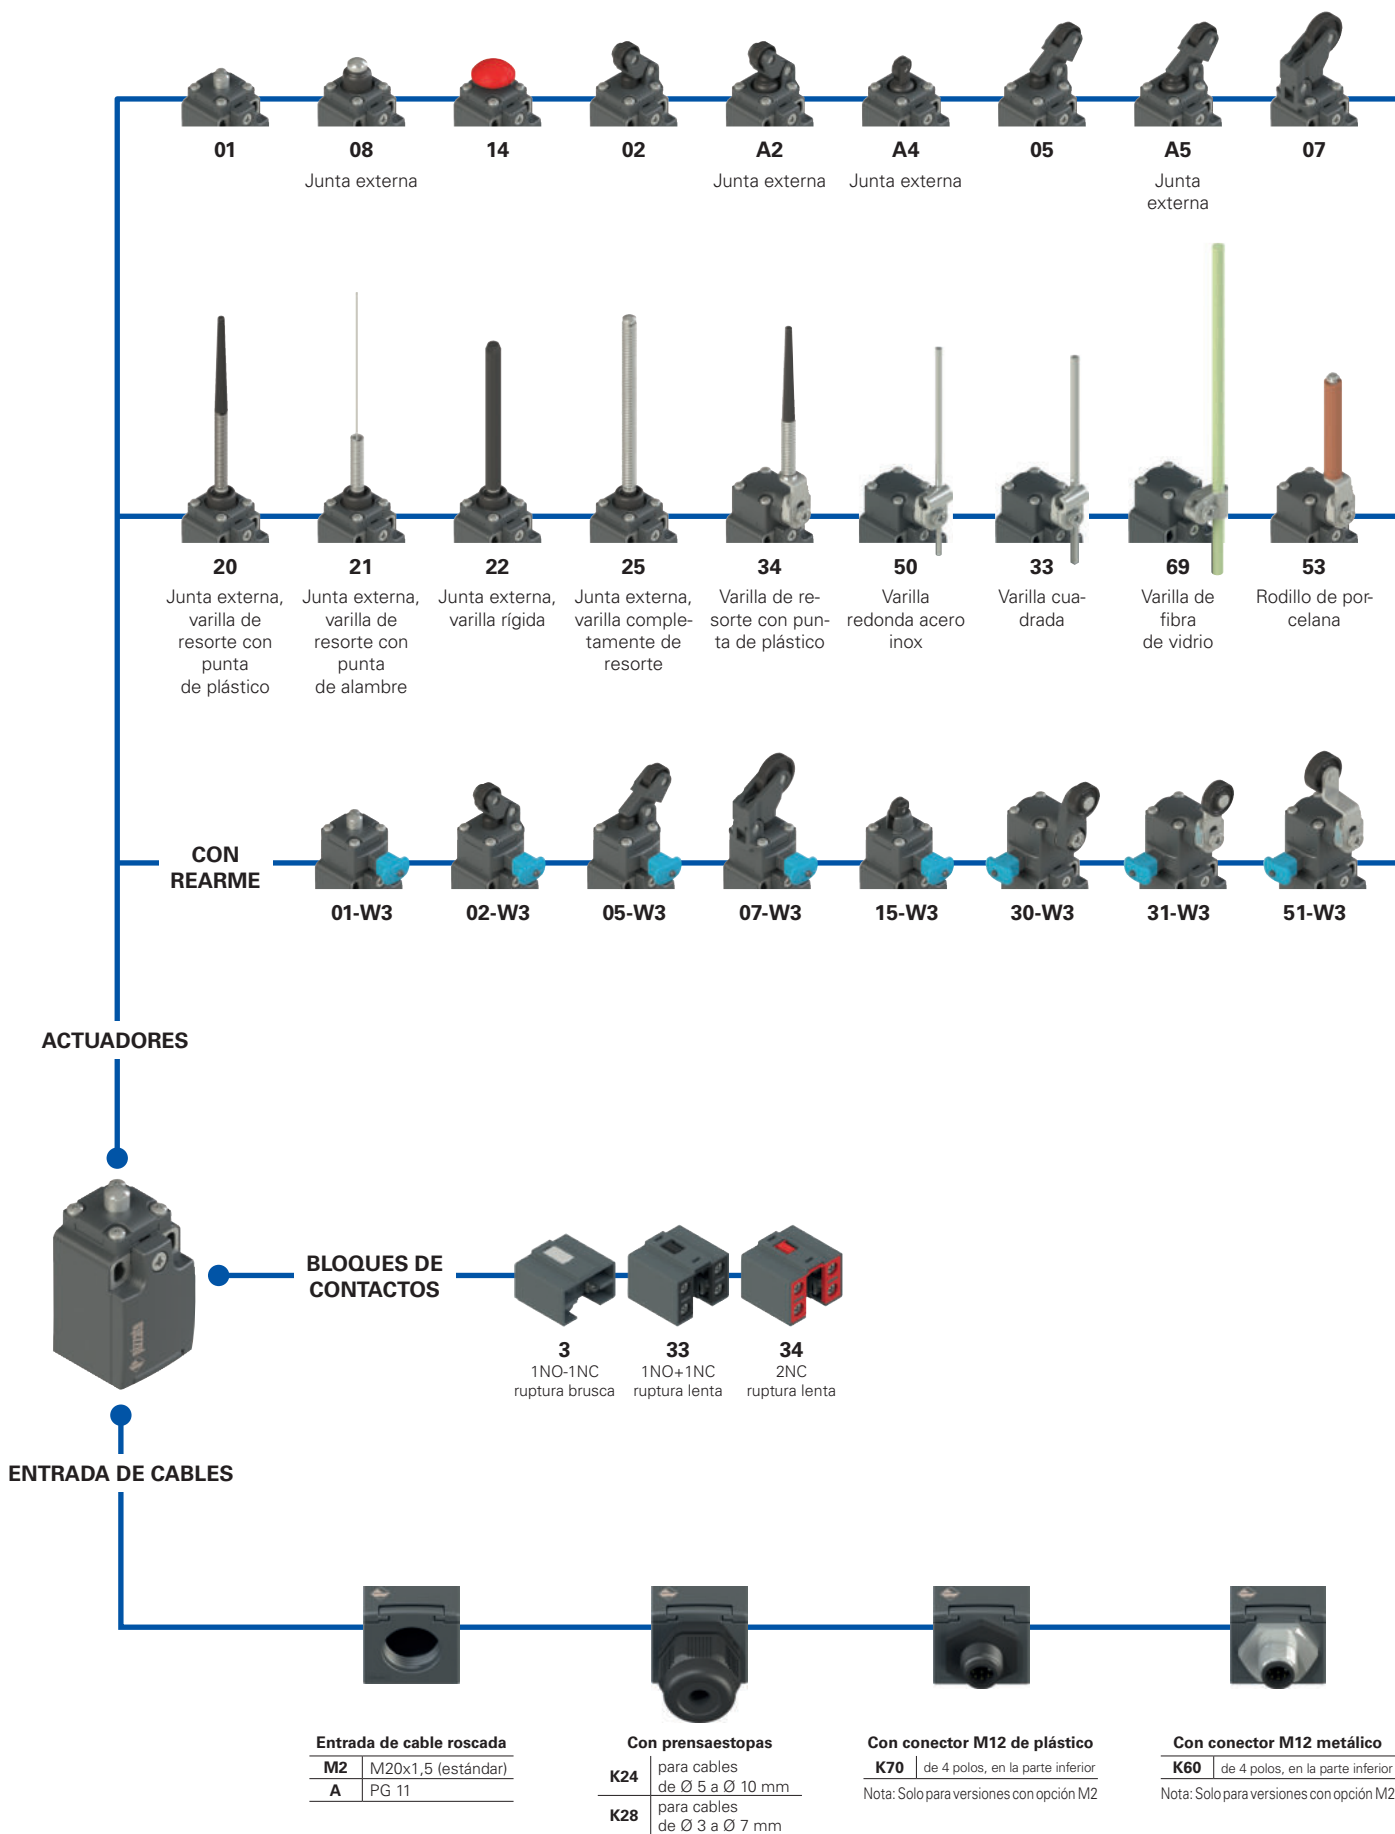 01 08 14 02 A2 A4 05 A5 07
Junta externa
Junta externa
Junta externa
Junta
externa
20
Junta externa,
varilla de
resorte con
punta
de plástico
21
Junta externa,
varilla de
resorte con
punta
de alambre
22
Junta externa,
varilla rígida
25
Junta externa,
varilla comple-
tamente de
resorte
34
Varilla de re-
sorte con pun-
ta de plástico
50
Varilla
redonda acero
inox
33
Varilla cua-
drada
69
Varilla de
fibra
de vidrio
53
Rodillo de por-
celana
CON
REARME
01-W3 02-W3 05-W3 07-W3 15-W3 30-W3 31-W3 51-W3
ACTUADORES
pizzato
BLOQUES DE
CONTACTOS
3
1NO-1NC
ruptura brusca
33
1NO+1NC
ruptura lenta
34
2NC
ruptura lenta
ENTRADA DE CABLES
Entrada de cable roscada
M2 M20x1,5 (estándar)
A PG 11
Con prensaestopas
K24 para cables
de Ø 5 a Ø 10 mm
K28 para cables
de Ø 3 a Ø 7 mm
Con conector M12 de plástico
K70 de 4 polos, en la parte inferior
Nota: Solo para versiones con opción M2
Con conector M12 metálico
K60 de 4 polos, en la parte inferior
Nota: Solo para versiones con opción M2